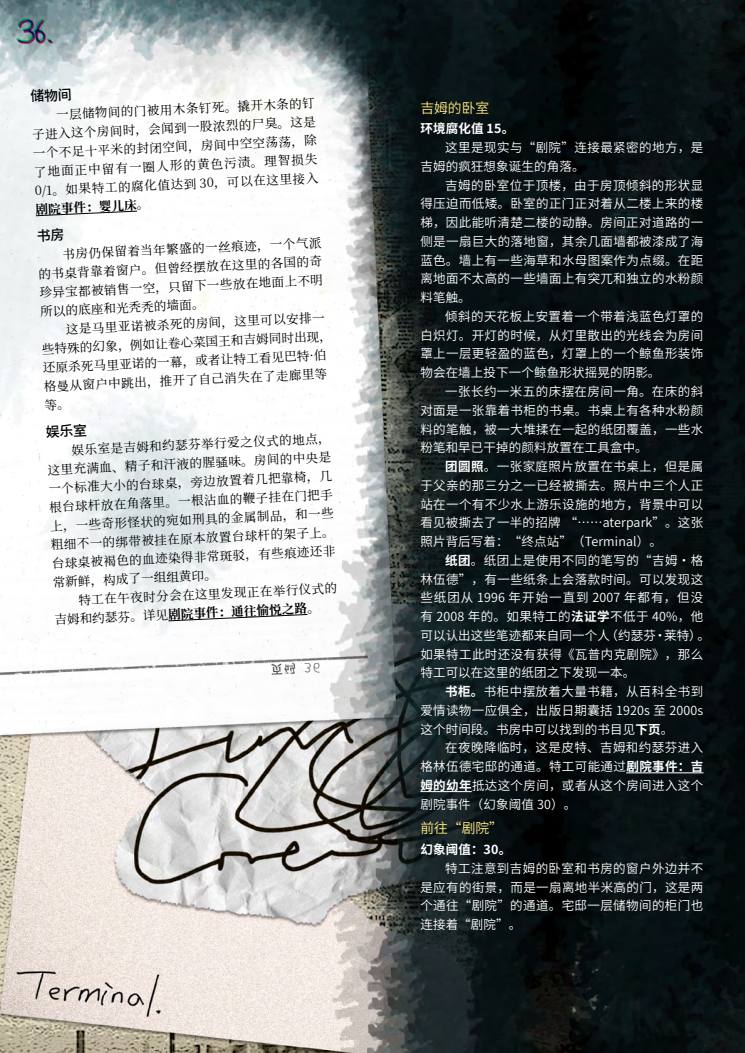 36.
储物间
一层储物间的门被用木条钉死。撬开木条的钉
子进入这个房间时，会闻到一股浓烈的尸臭。这是
一个不足十平米的封闭空间，房间中空空荡荡，除
了地面正中留有一圈人形的黄色污渍。理智损失
0/1。如果特工的腐化值达到 30，可以在这里接入
剧院事件：婴儿床。
书房
书房仍保留着当年繁盛的一丝痕迹，一个气派
的书桌背靠着窗户。但曾经摆放在这里的各国的奇
珍异宝都被销售一空，只留下一些放在地面上不明
所以的底座和光秃秃的墙面。
这是马里亚诺被杀死的房间，这里可以安排一
些特殊的幻象，例如让卷心菜国王和吉姆同时出现，
还原杀死马里亚诺的一幕，或者让特工看见巴特·伯
格曼从窗户中跳出，推开了自己消失在了走廊里等
等。
娱乐室
娱乐室是吉姆和约瑟芬举行爱之仪式的地点，
这里充满血、精子和汗液的腥骚味。房间的中央是
一个标准大小的台球桌，旁边放置着几把靠椅，几
根台球杆放在角落里。一根沾血的鞭子挂在门把手
上，一些奇形怪状的宛如刑具的金属制品，和一些
粗细不一的绑带被挂在原本放置台球杆的架子上。
台球桌被褐色的血迹染得非常斑驳，有些痕迹还非
常新鲜，构成了一组组黄印。
特工在午夜时分会在这里发现正在举行仪式的
吉姆和约瑟芬。详见剧院事件：通往愉悦之路。
36
Terminal.
吉姆的卧室
环境腐化值 15。
这里是现实与“剧院”连接最紧密的地方，是
吉姆的疯狂想象诞生的角落。
吉姆的卧室位于顶楼，由于房顶倾斜的形状显
得压迫而低矮。卧室的正门正对着从二楼上来的楼
梯，因此能听清楚二楼的动静。房间正对道路的一
侧是一扇巨大的落地窗，其余几面墙都被漆成了海
蓝色。墙上有一些海草和水母图案作为点缀。在距
离地面不太高的一些墙面上有突兀和独立的水粉颜
料笔触。
倾斜的天花板上安置着一个带着浅蓝色灯罩的
白炽灯。开灯的时候，从灯里散出的光线会为房间
罩上一层更轻盈的蓝色，灯罩上的一个鲸鱼形装饰
物会在墙上投下一个鲸鱼形状摇晃的阴影。
一张长约一米五的床摆在房间一角。在床的斜
对面是一张靠着书柜的书桌。书桌上有各种水粉颜
料的笔触，被一大堆揉在一起的纸团覆盖，一些水
粉笔和早已干掉的颜料放置在工具盒中。
团圆照。一张家庭照片放置在书桌上，但是属
于父亲的那三分之一已经被撕去。照片中三个人正
站在一个有不少水上游乐设施的地方，背景中可以
看见被撕去了一半的招牌 “……aterpark”。这张
照片背后写着：“终点站”（Terminal）。
纸团。纸团上是使用不同的笔写的“吉姆·格
林伍德”，有一些纸条上会落款时间。可以发现这
些纸团从 1996 年开始一直到 2007 年都有，但没
有 2008 年的。如果特工的法证学不低于 40%，他
可以认出这些笔迹都来自同一个人（约瑟芬·莱特）。
如果特工此时还没有获得《瓦普内克剧院》，那么
特工可以在这里的纸团之下发现一本。
书柜。书柜中摆放着大量书籍，从百科全书到
爱情读物一应俱全，出版日期囊括 1920s 至 2000s
这个时间段。书房中可以找到的书目见下页。
在夜晚降临时，这是皮特、吉姆和约瑟芬进入
格林伍德宅邸的通道。特工可能通过剧院事件：吉
姆的幼年抵达这个房间，或者从这个房间进入这个
剧院事件（幻象阈值 30）。
前往“剧院”
幻象阈值：30。
特工注意到吉姆的卧室和书房的窗户外边并不
是应有的街景，而是一扇离地半米高的门，这是两
个通往“剧院”的通道。宅邸一层储物间的柜门也
连接着“剧院”。